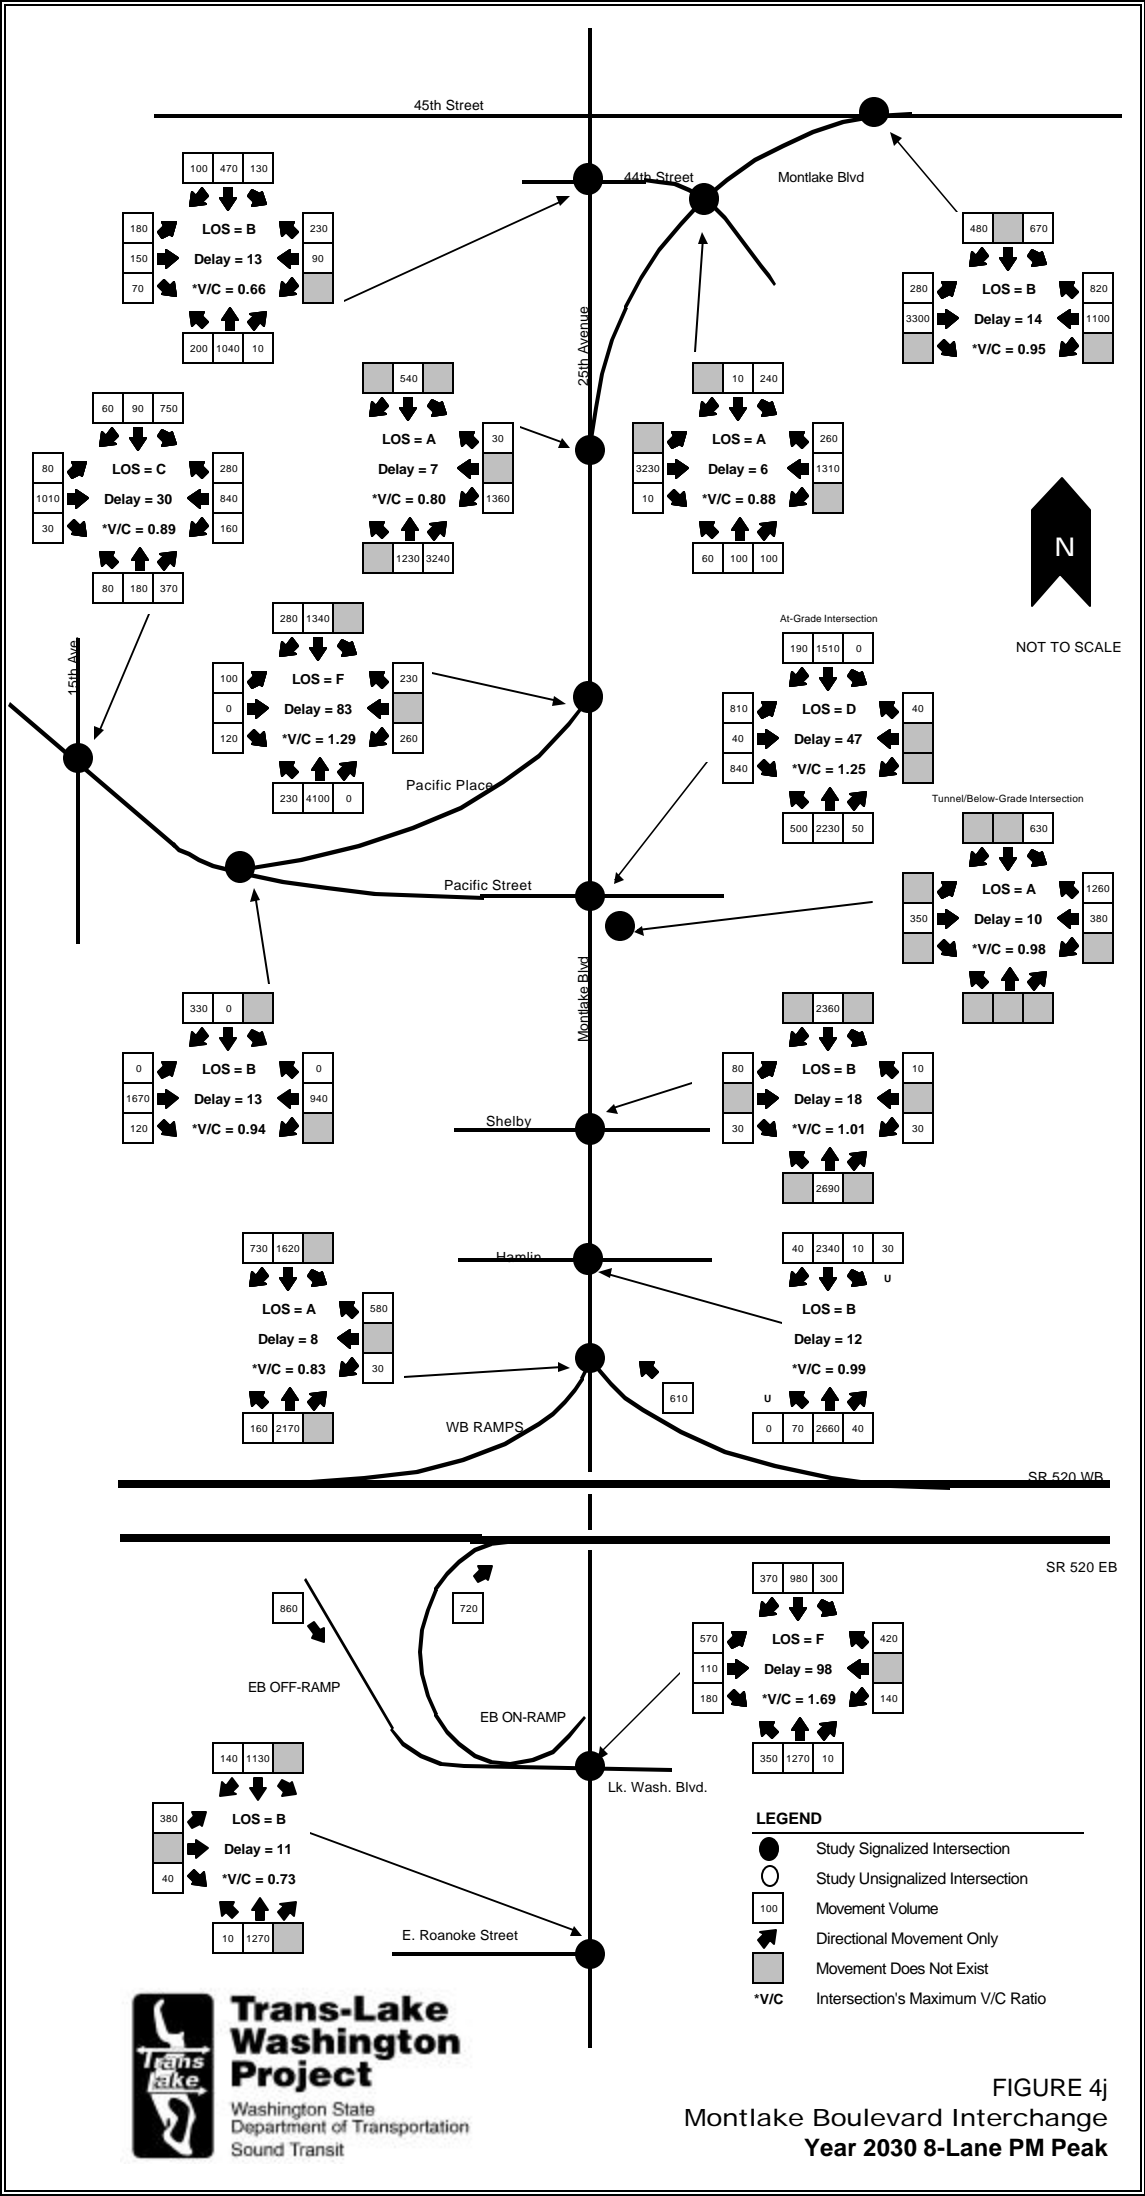 45th Street
44th Street
Montlake Blvd
25th Avenue
100 470 130
180 LOS = B 230
150 Delay = 13 90
70 *V/C = 0.66
200 1040 10
480 670
280 LOS = B 820
3300 Delay = 14 1100
*V/C = 0.95
540
LOS = A 30
Delay = 7
*V/C = 0.80 1360
1230 3240
10 240
LOS = A 260
3230 Delay = 6 1310
10 *V/C = 0.88
60 100 100
60 90 750
80 LOS = C 280
1010 Delay = 30 840
30 *V/C = 0.89 160
80 180 370
N
NOT TO SCALE
15th Ave
280 1340
100 LOS = F 230
0 Delay = 83
120 *V/C = 1.29 260
230 4100 0
Pacific Place
At-Grade Intersection
190 1510 0
810 LOS = D 40
40 Delay = 47
840 *V/C = 1.25
500 2230 50
Tunnel/Below-Grade Intersection
630
LOS = A 1260
350 Delay = 10 380
*V/C = 0.98
Pacific Street
Montlake Blvd
330 0
0 LOS = B 0
1670 Delay = 13 940
120 *V/C = 0.94
2360
80 LOS = B 10
Delay = 18
30 *V/C = 1.01 30
2690
Shelby
Hamlin
730 1620
LOS = A 580
Delay = 8
*V/C = 0.83 30
160 2170
40 2340 10 30
U
LOS = B
Delay = 12
*V/C = 0.99
U
0 70 2660 40
610
WB RAMPS
SR 520 WB
SR 520 EB
860
720
EB OFF-RAMP
EB ON-RAMP
370 980 300
570 LOS = F 420
110 Delay = 98
180 *V/C = 1.69 140
350 1270 10
Lk. Wash. Blvd.
140 1130
380 LOS = B
Delay = 11
40 *V/C = 0.73
10 1270
E. Roanoke Street
LEGEND
Study Signalized Intersection
Study Unsignalized Intersection
100 Movement Volume
Directional Movement Only
Movement Does Not Exist
*V/C Intersection's Maximum V/C Ratio
Trans
Lake
Trans-Lake
Washington
Project
Washington State
Department of Transportation
Sound Transit
FIGURE 4j
Montlake Boulevard Interchange
Year 2030 8-Lane PM Peak